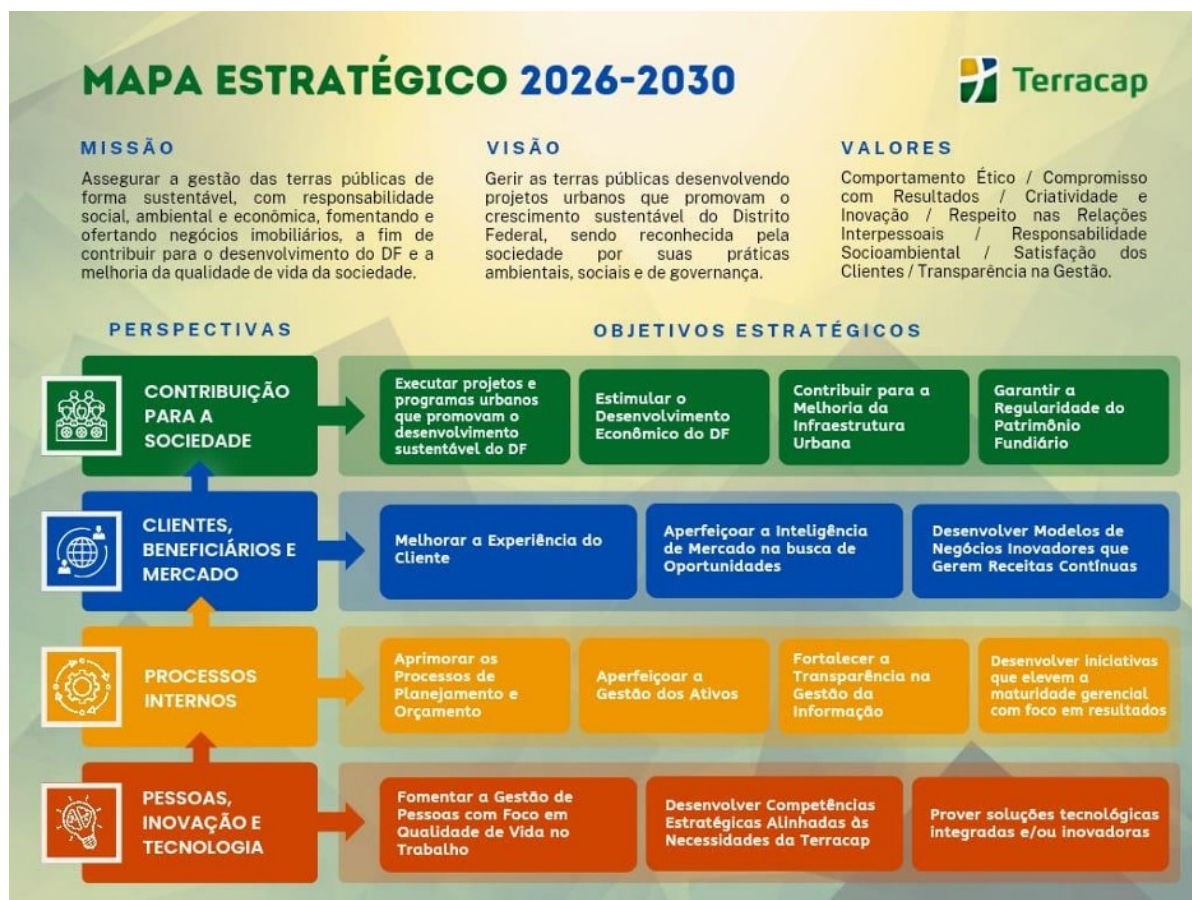 MAPA ESTRATÉGICO 2026-2030
Terracap
MISSÃO
Assegurar a gestão das terras públicas de
forma sustentável, com responsabilidade
social, ambiental e econômica, fomentando e
ofertando negócios imobiliários, a fim de
contribuir para o desenvolvimento do DF e a
melhoria da qualidade de vida da sociedade.
VISÃO
Gerir as terras públicas desenvolvendo
projetos urbanos que promovam o
crescimento sustentável do Distrito
Federal, sendo reconhecida pela
sociedade por suas práticas
ambientais, sociais e de governança.
VALORES
Comportamento Ético / Compromisso
com Resultados / Criatividade e
Inovação / Respeito nas Relações
Interpessoais / Responsabilidade
Socioambiental / Satisfação dos
Clientes / Transparência na Gestão.
PERSPECTIVAS
OBJETIVOS ESTRATÉGICOS
CONTRIBUIÇÃO
PARA A
SOCIEDADE
Executar projetos e
programas urbanos
que promovam o
desenvolvimento
sustentável do DF
Estimular o
Desenvolvimento
Econômico do DF
Contribuir para a
Melhoria da
Infraestrutura
Urbana
Garantir a
Regularidade do
Patrimônio
Fundiário
CLIENTES,
BENEFICIÁRIOS E
MERCADO
Melhorar a Experiência do
Cliente
Aperfeiçoar a Inteligência
de Mercado na busca de
Oportunidades
Desenvolver Modelos de
Negócios Inovadores que
Gerem Receitas Contínuas
PROCESSOS
INTERNOS
Aprimorar os
Processos de
Planejamento e
Orçamento
Aperfeiçoar a
Gestão dos Ativos
Fortalecer a
Transparência na
Gestão da
Informação
Desenvolver iniciativas
que elevem a
maturidade gerencial
com foco em resultados
PESSOAS,
INOVAÇÃO E
TECNOLOGIA
Fomentar a Gestão de
Pessoas com Foco em
Qualidade de Vida no
Trabalho
Desenvolver Competências
Estratégicas Alinhadas às
Necessidades da Terracap
Prover soluções tecnológicas
integradas e/ou inovadoras